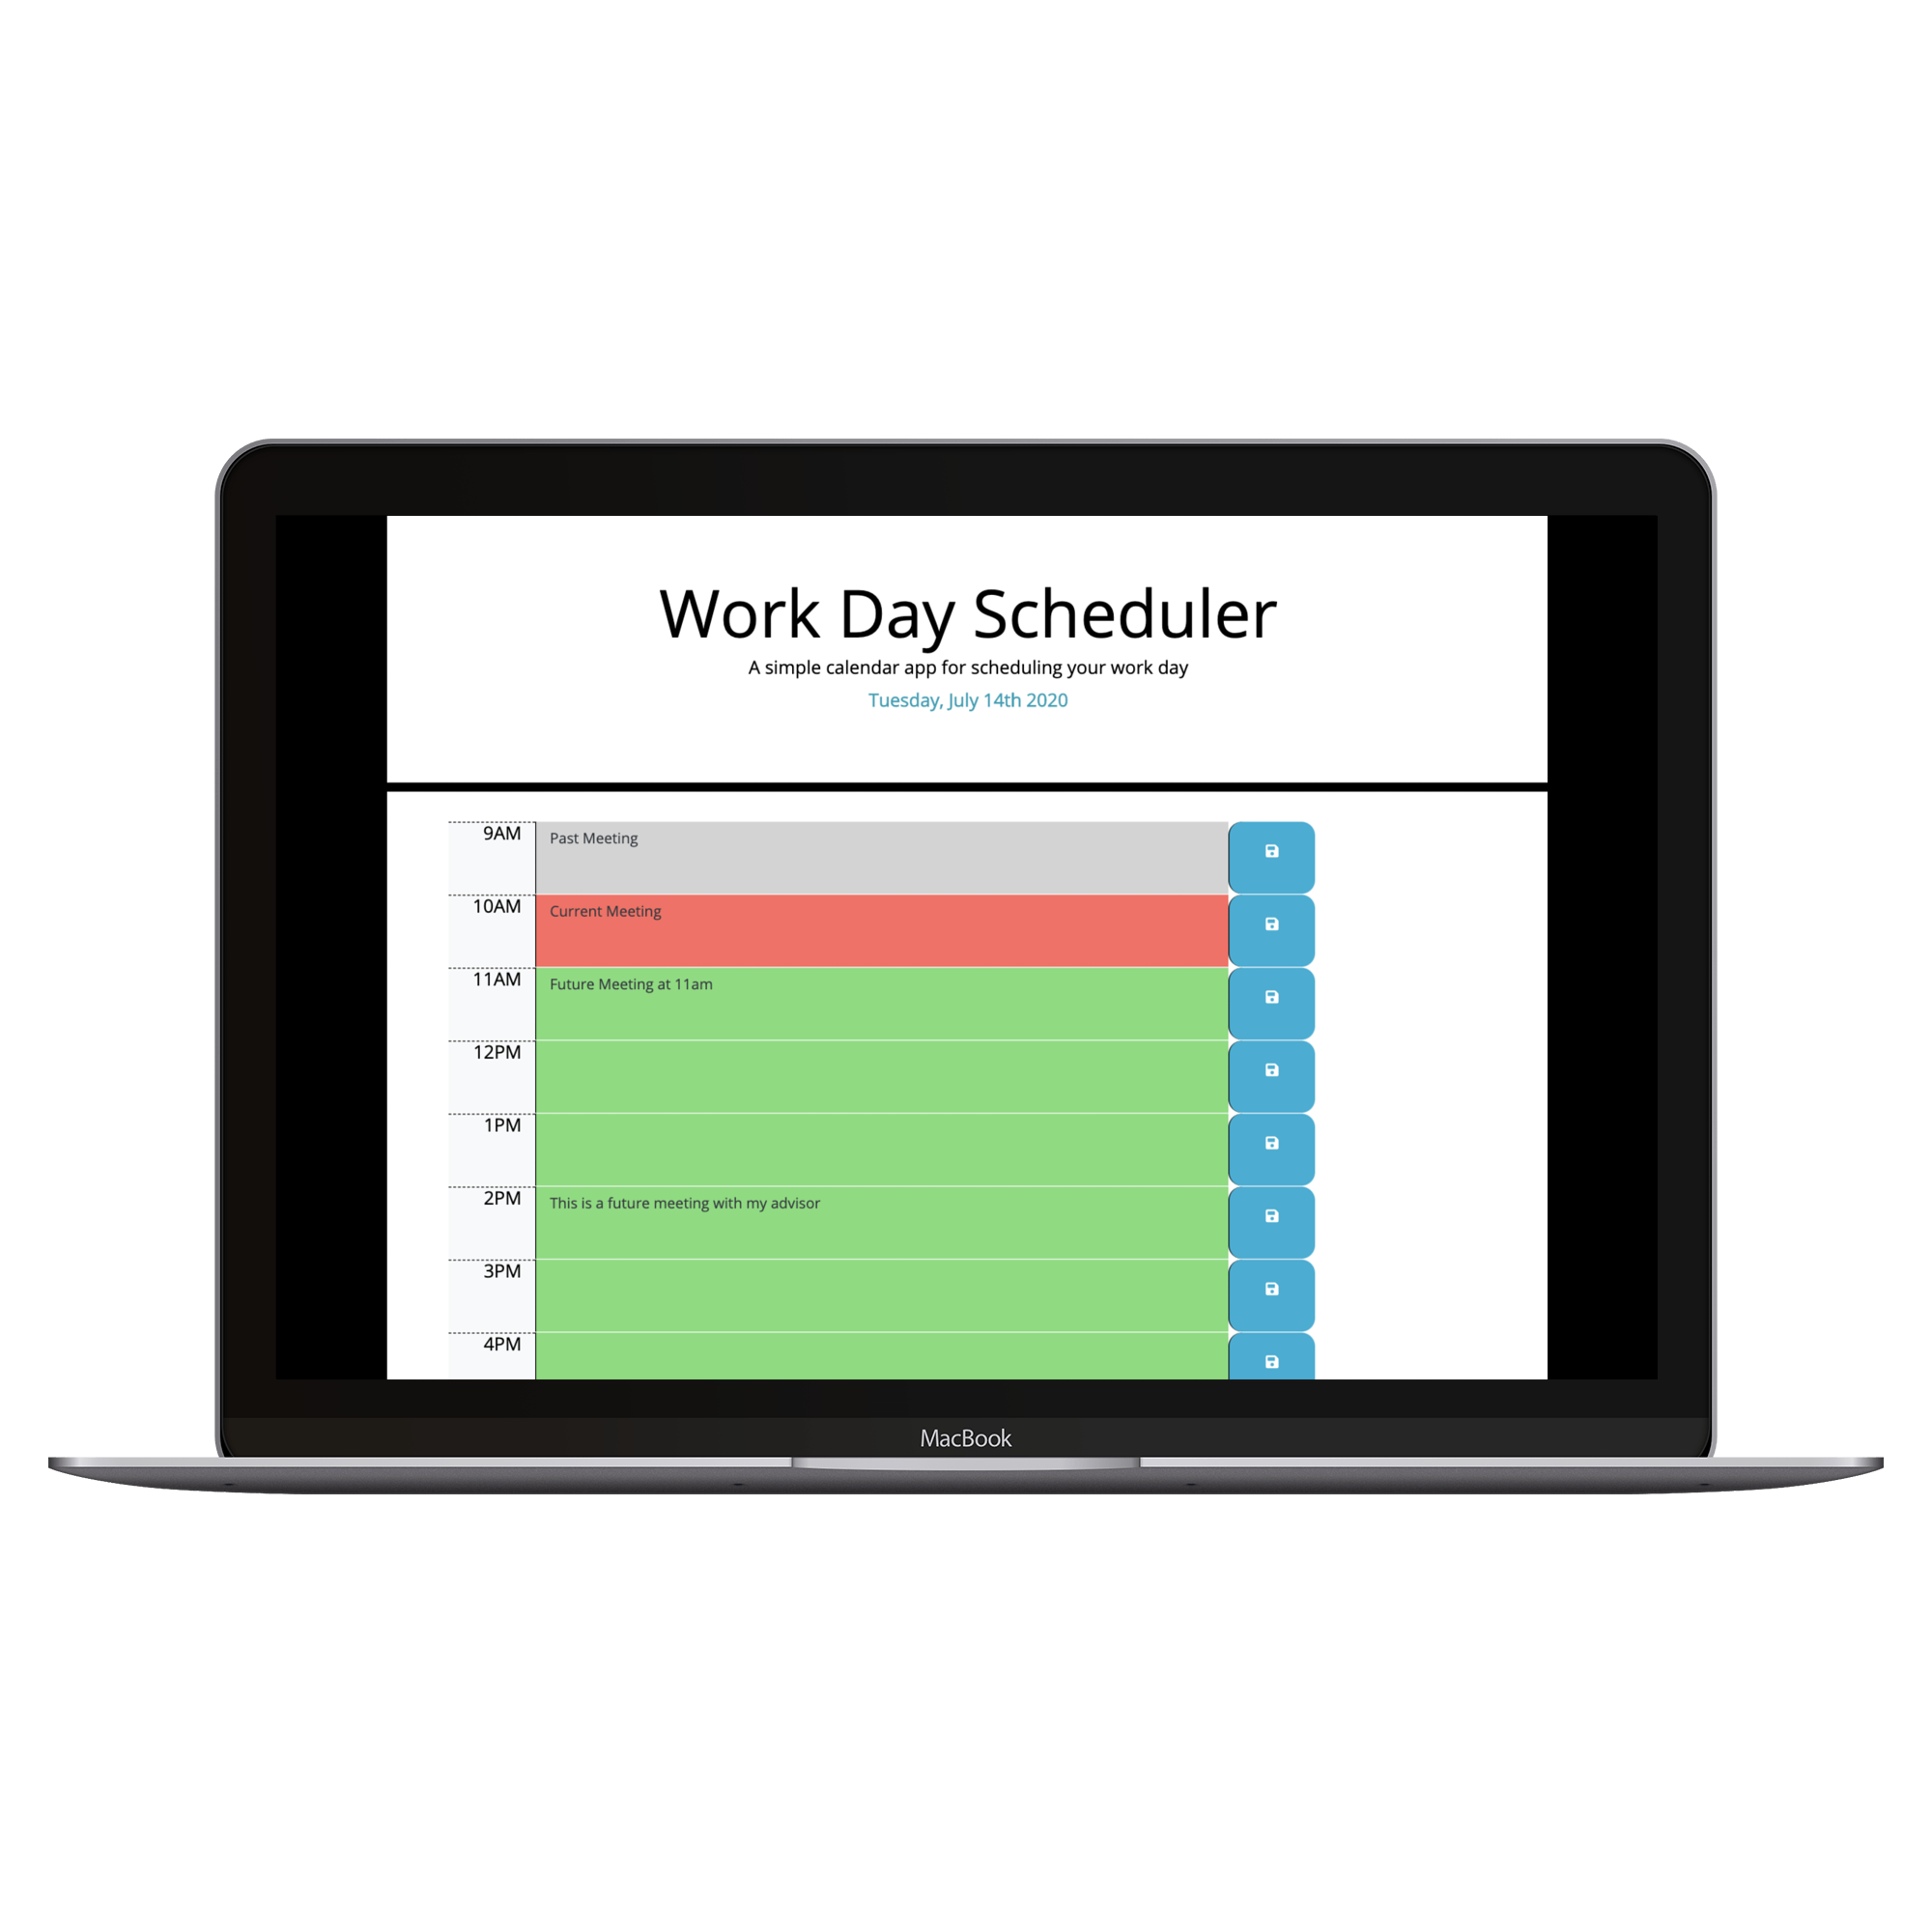 Work Day Scheduler
A simple calendar app for scheduling your work day
Tuesday, July 14th 2020
9AM Past Meeting
10AM Current Meeting
11AM Future Meeting at 11am
12PM
1PM
2PM This is a future meeting with my advisor
3PM
4PM
MacBook